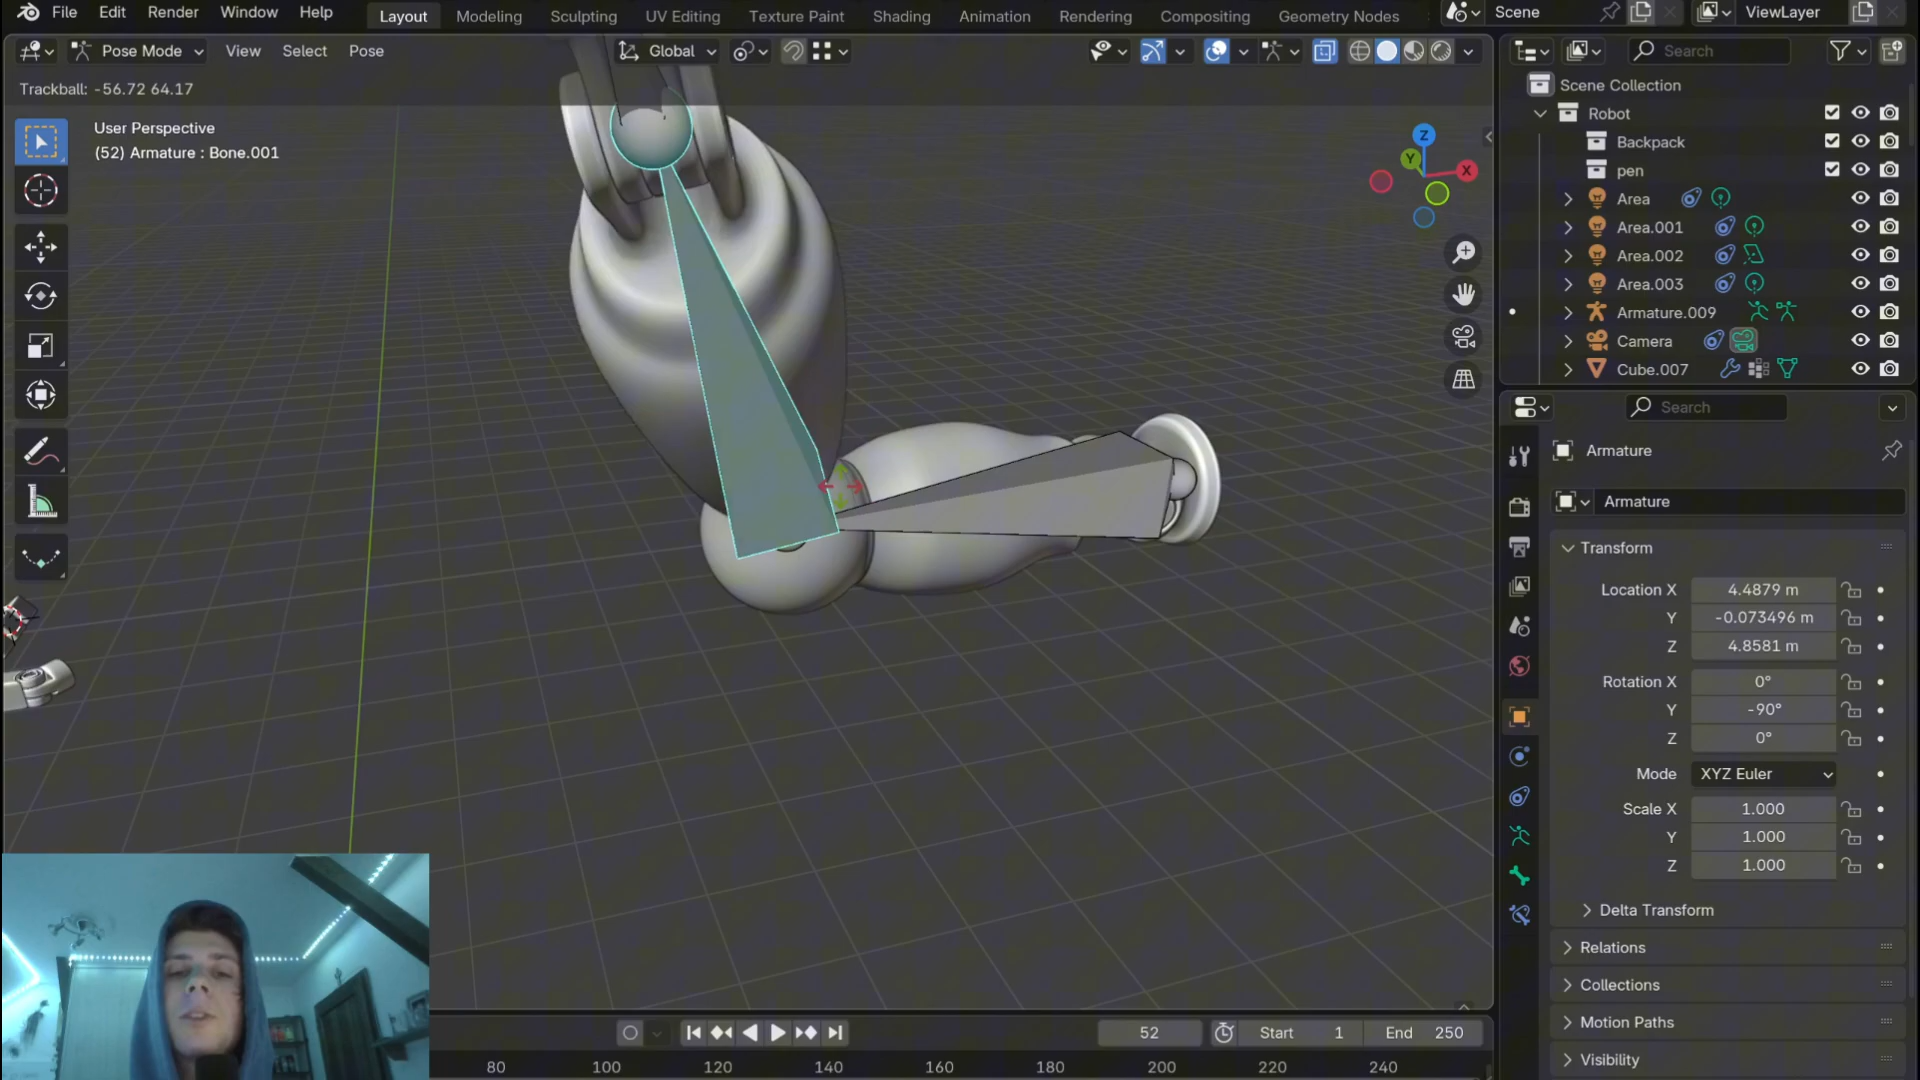 File Edit Render Window Help Layout Modeling Sculpting UV Editing Texture Paint Shading Animation Rendering Compositing Geometry Nodes Scene ViewLayer
Pose Mode View Select Pose Global Search
Trackball: -56.72 64.17
User Perspective
(52) Armature : Bone.001
Z
Y
X
Scene Collection
Robot
Backpack
pen
Area
Area.001
Area.002
Area.003
Armature.009
Camera
Cube.007
Search
Armature
Armature
Transform
Location X 4.4879 m
Y -0.073496 m
Z 4.8581 m
Rotation X 0°
Y -90°
Z 0°
Mode XYZ Euler
Scale X 1.000
Y 1.000
Z 1.000
Delta Transform
Relations
Collections
Motion Paths
Visibility
52 Start 1 End 250
80 100 120 140 160 180 200 220 240